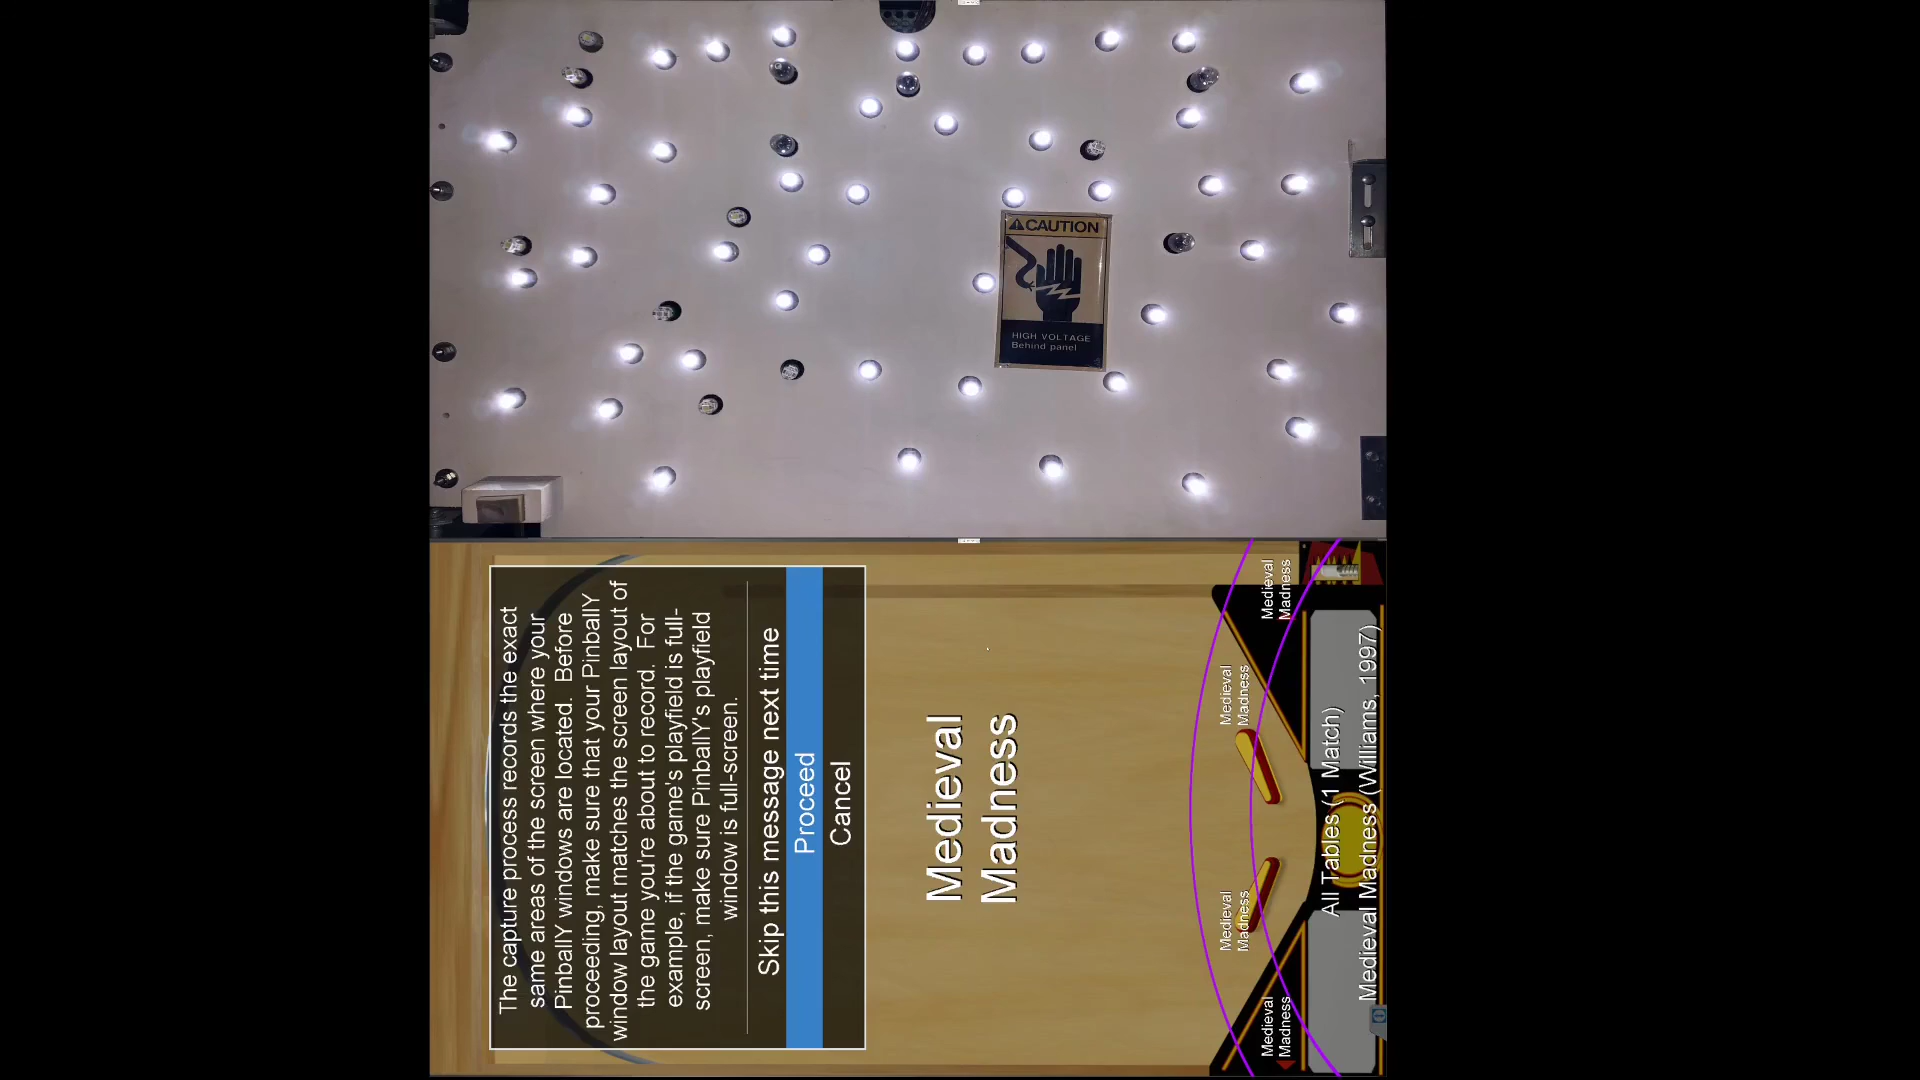 CAUTION
HIGH VOLTAGE
Behind panel
The capture process records the exact
same areas of the screen where your
PinballY windows are located.  Before
proceeding, make sure that your PinballY
window layout matches the screen layout of
the game you're about to record.  For
example, if the game's playfield is full-
screen, make sure PinballY's playfield
window is full-screen.
Skip this message next time
Proceed
Cancel
Medieval
Madness
Medieval
Madness
Medieval
Madness
Medieval
Madness
Medieval
Madness
All Tables (1 Match)
Medieval Madness (Williams, 1997)